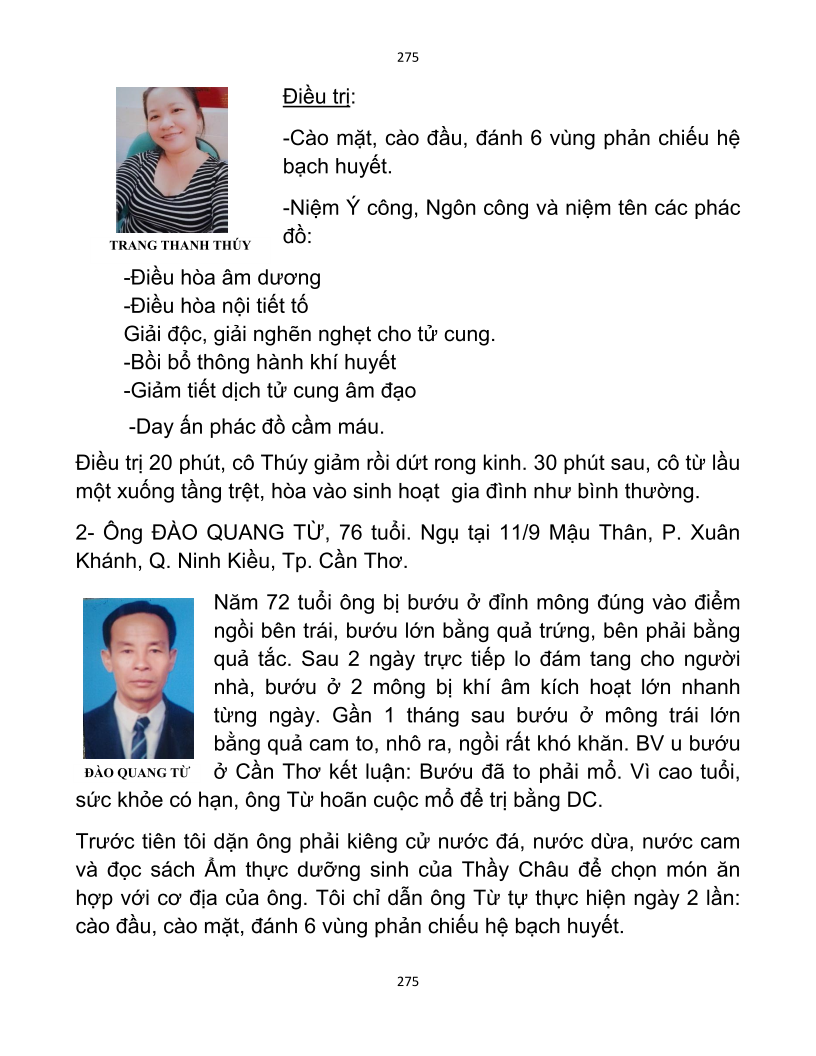 275
Điều trị:
-Cào mặt, cào đầu, đánh 6 vùng phản chiếu hệ
bạch huyết.
-Niệm Ý công, Ngôn công và niệm tên các phác
đồ:
TRANG THANH THÚY
-Điều hòa âm dương
-Điều hòa nội tiết tố
Giải độc, giải nghẽn nghẹt cho tử cung.
-Bồi bổ thông hành khí huyết
-Giảm tiết dịch tử cung âm đạo
-Day ấn phác đồ cầm máu.
Điều trị 20 phút, cô Thúy giảm rồi dứt rong kinh. 30 phút sau, cô từ lầu
một xuống tầng trệt, hòa vào sinh hoạt gia đình như bình thường.
2- Ông ĐÀO QUANG TỪ, 76 tuổi. Ngụ tại 11/9 Mậu Thân, P. Xuân
Khánh, Q. Ninh Kiều, Tp. Cần Thơ.
Năm 72 tuổi ông bị bướu ở đỉnh mông đúng vào điểm
ngồi bên trái, bướu lớn bằng quả trứng, bên phải bằng
quả tắc. Sau 2 ngày trực tiếp lo đám tang cho người
nhà, bướu ở 2 mông bị khí âm kích hoạt lớn nhanh
từng ngày. Gần 1 tháng sau bướu ở mông trái lớn
bằng quả cam to, nhô ra, ngồi rất khó khăn. BV u bướu
ĐÀO QUANG TỪ
ở Cần Thơ kết luận: Bướu đã to phải mổ. Vì cao tuổi,
sức khỏe có hạn, ông Từ hoãn cuộc mổ để trị bằng DC.
Trước tiên tôi dặn ông phải kiêng cử nước đá, nước dừa, nước cam
và đọc sách Ẩm thực dưỡng sinh của Thầy Châu để chọn món ăn
hợp với cơ địa của ông. Tôi chỉ dẫn ông Từ tự thực hiện ngày 2 lần:
cào đầu, cào mặt, đánh 6 vùng phản chiếu hệ bạch huyết.
275